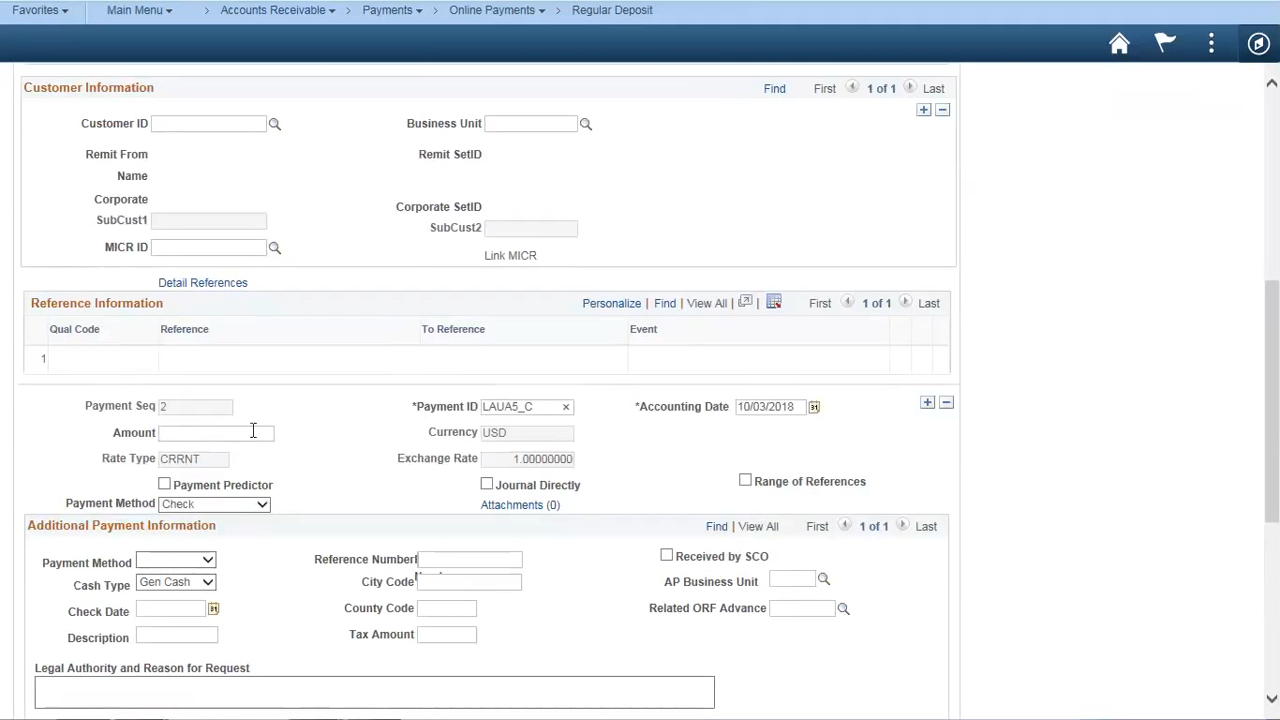 Favorites Main Menu > Accounts Receivable > Payments > Online Payments > Regular Deposit
Customer Information Find First 1 of 1 Last
Customer ID Business Unit
Remit From Remit SetID
Name
Corporate Corporate SetID
SubCust1 SubCust2
MICR ID Link MICR
Detail References
Reference Information Personalize | Find | View All | First 1 of 1 Last
Qual Code Reference To Reference Event
1
Payment Seq 2 *Payment ID LAUA5_C × *Accounting Date 10/03/2018
Amount Currency USD
Rate Type CRRNT Exchange Rate 1.00000000
Payment Predictor Journal Directly Range of References
Payment Method Check Attachments (0)
Additional Payment Information Find | View All First 1 of 1 Last
Payment Method Reference Number Received by SCO
Cash Type Gen Cash City Code AP Business Unit
Check Date County Code Related ORF Advance
Description Tax Amount
Legal Authority and Reason for Request